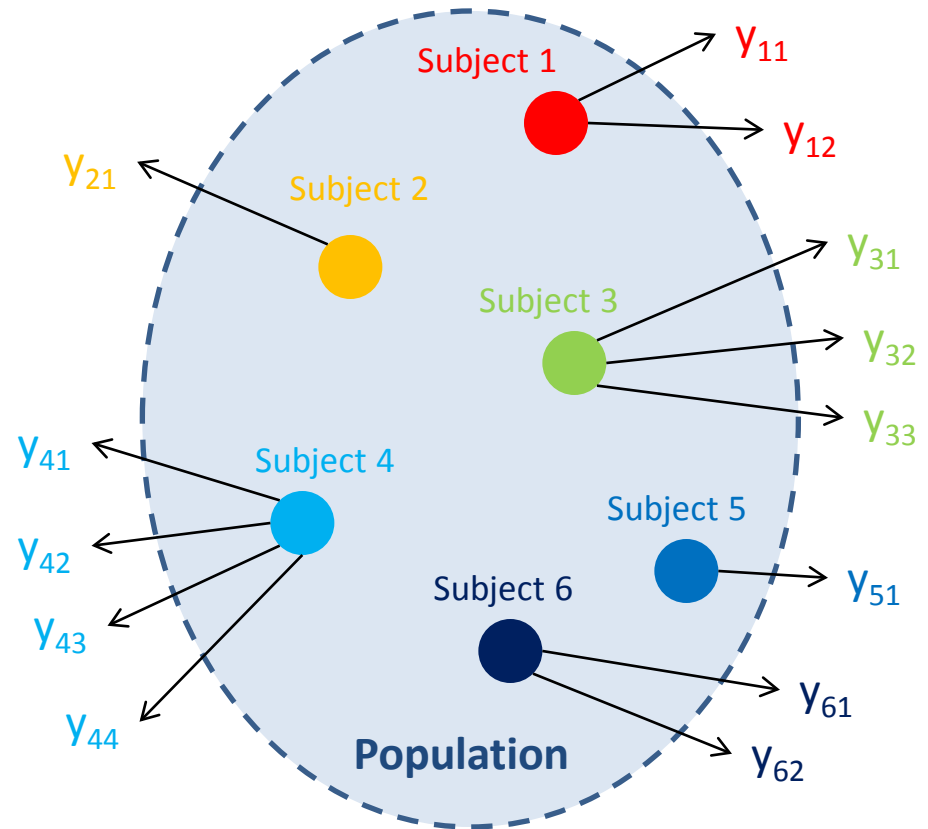 Subject 1
y11
y12
y21
Subject 2
y31
Subject 3
y32
y33
y41
Subject 4
Subject 5
y42
y51
Subject 6
y43
y61
y44
Population
y62